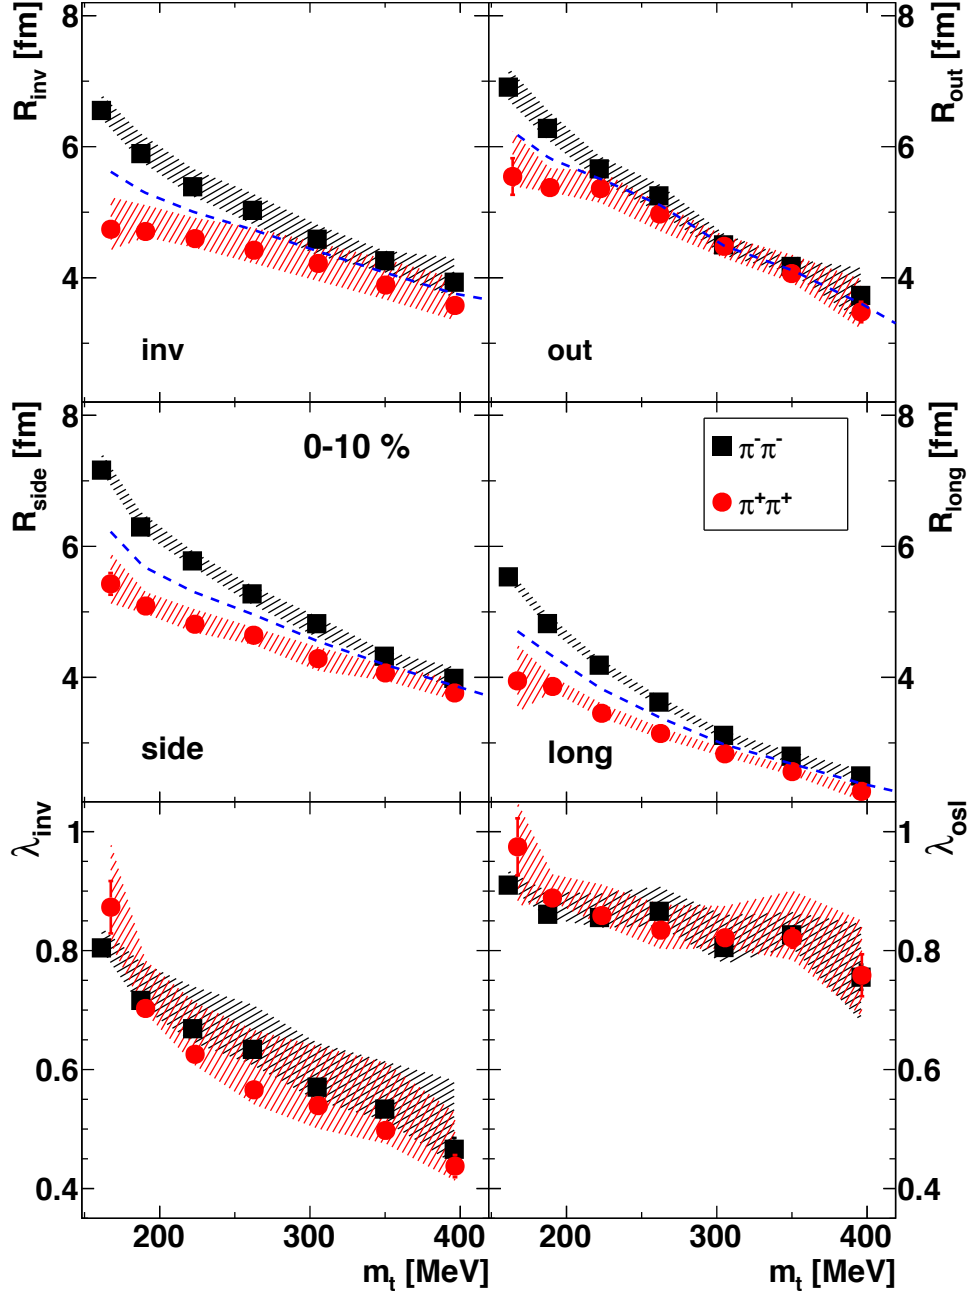 8
R_inv [fm]
6
4
inv
8
R_out [fm]
6
4
out
8
R_side [fm]
0-10 %
6
4
side
8
R_long [fm]
π⁻π⁻
π⁺π⁺
6
4
long
1
λ_inv
0.8
0.6
0.4
1
λ_osl
0.8
0.6
0.4
200 300 400
m_t [MeV]
200 300 400
m_t [MeV]